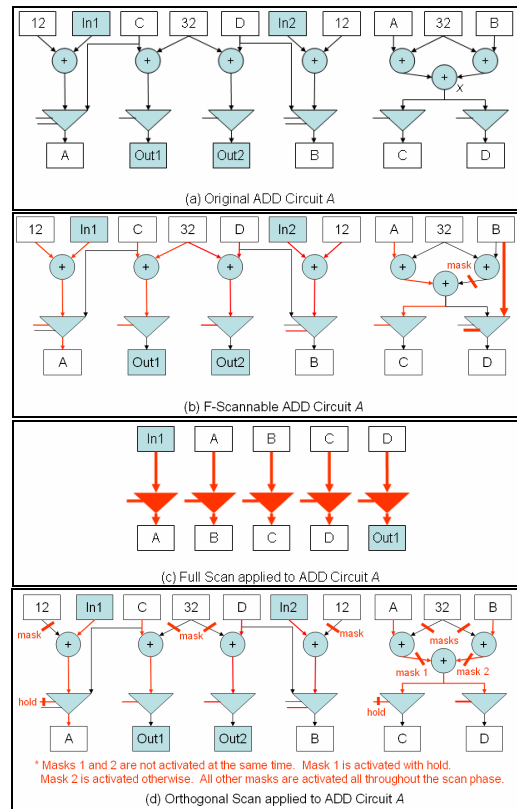 12 In1 C 32 D In2 12 A 32 B
+ + + + + +
+
X
A Out1 Out2 B C D
(a) Original ADD Circuit A
12 In1 C 32 D In2 12 A 32 B
+ + + + + +
mask
+
A Out1 Out2 B C D
(b) F-Scannable ADD Circuit A
In1 A B C D
A B C D Out1
(c) Full Scan applied to ADD Circuit A
12 In1 C 32 D In2 12 A 32 B
mask mask mask masks
+ + + + + +
mask 1 + mask 2
hold hold
A Out1 Out2 B C D
* Masks 1 and 2 are not activated at the same time. Mask 1 is activated with hold.
Mask 2 is activated otherwise. All other masks are activated all throughout the scan phase.
(d) Orthogonal Scan applied to ADD Circuit A